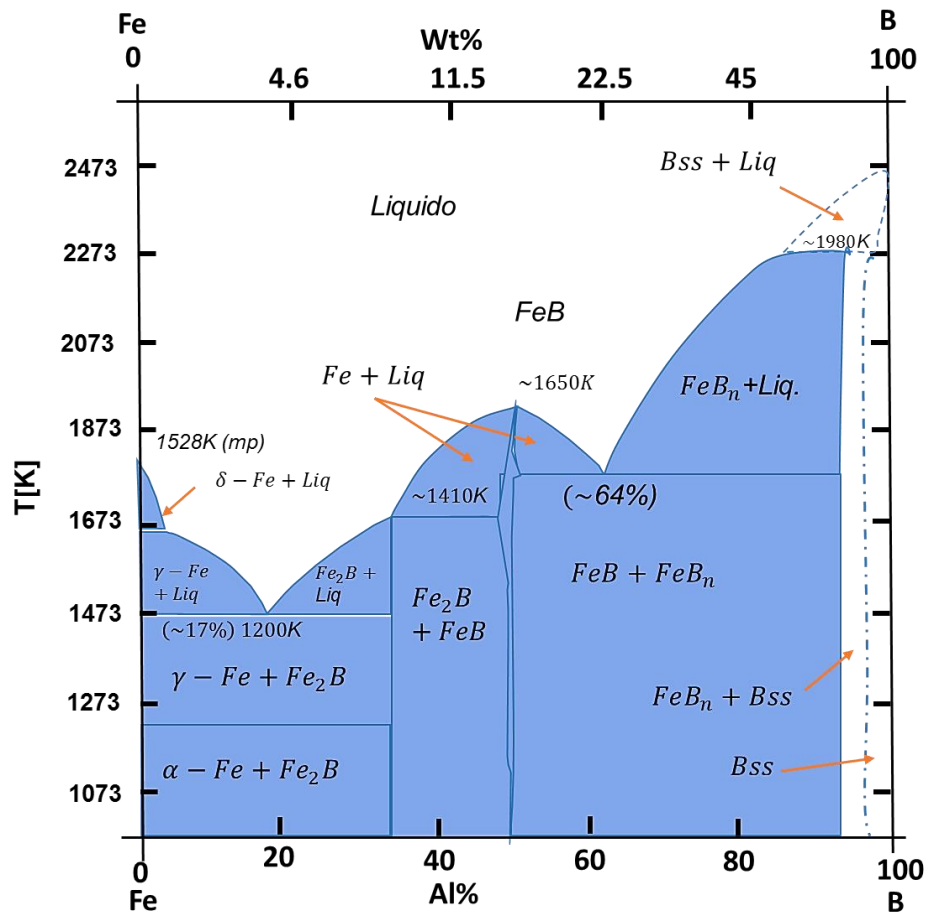 Fe
B
0
Wt%
100
4.6
11.5
22.5
45
2473
2273
2073
1873
1673
1473
1273
1073
T[K]
Bss + Liq
Liquido
~1980K
FeB
Fe + Liq
~1650K
FeBₙ+Liq.
1528K (mp)
δ − Fe + Liq
~1410K
(~64%)
γ − Fe
+ Liq
Fe₂B +
Liq
Fe₂B
+ FeB
FeB + FeBₙ
(~17%) 1200K
γ − Fe + Fe₂B
FeBₙ + Bss
α − Fe + Fe₂B
Bss
0
20
40
60
80
100
Fe
Al%
B